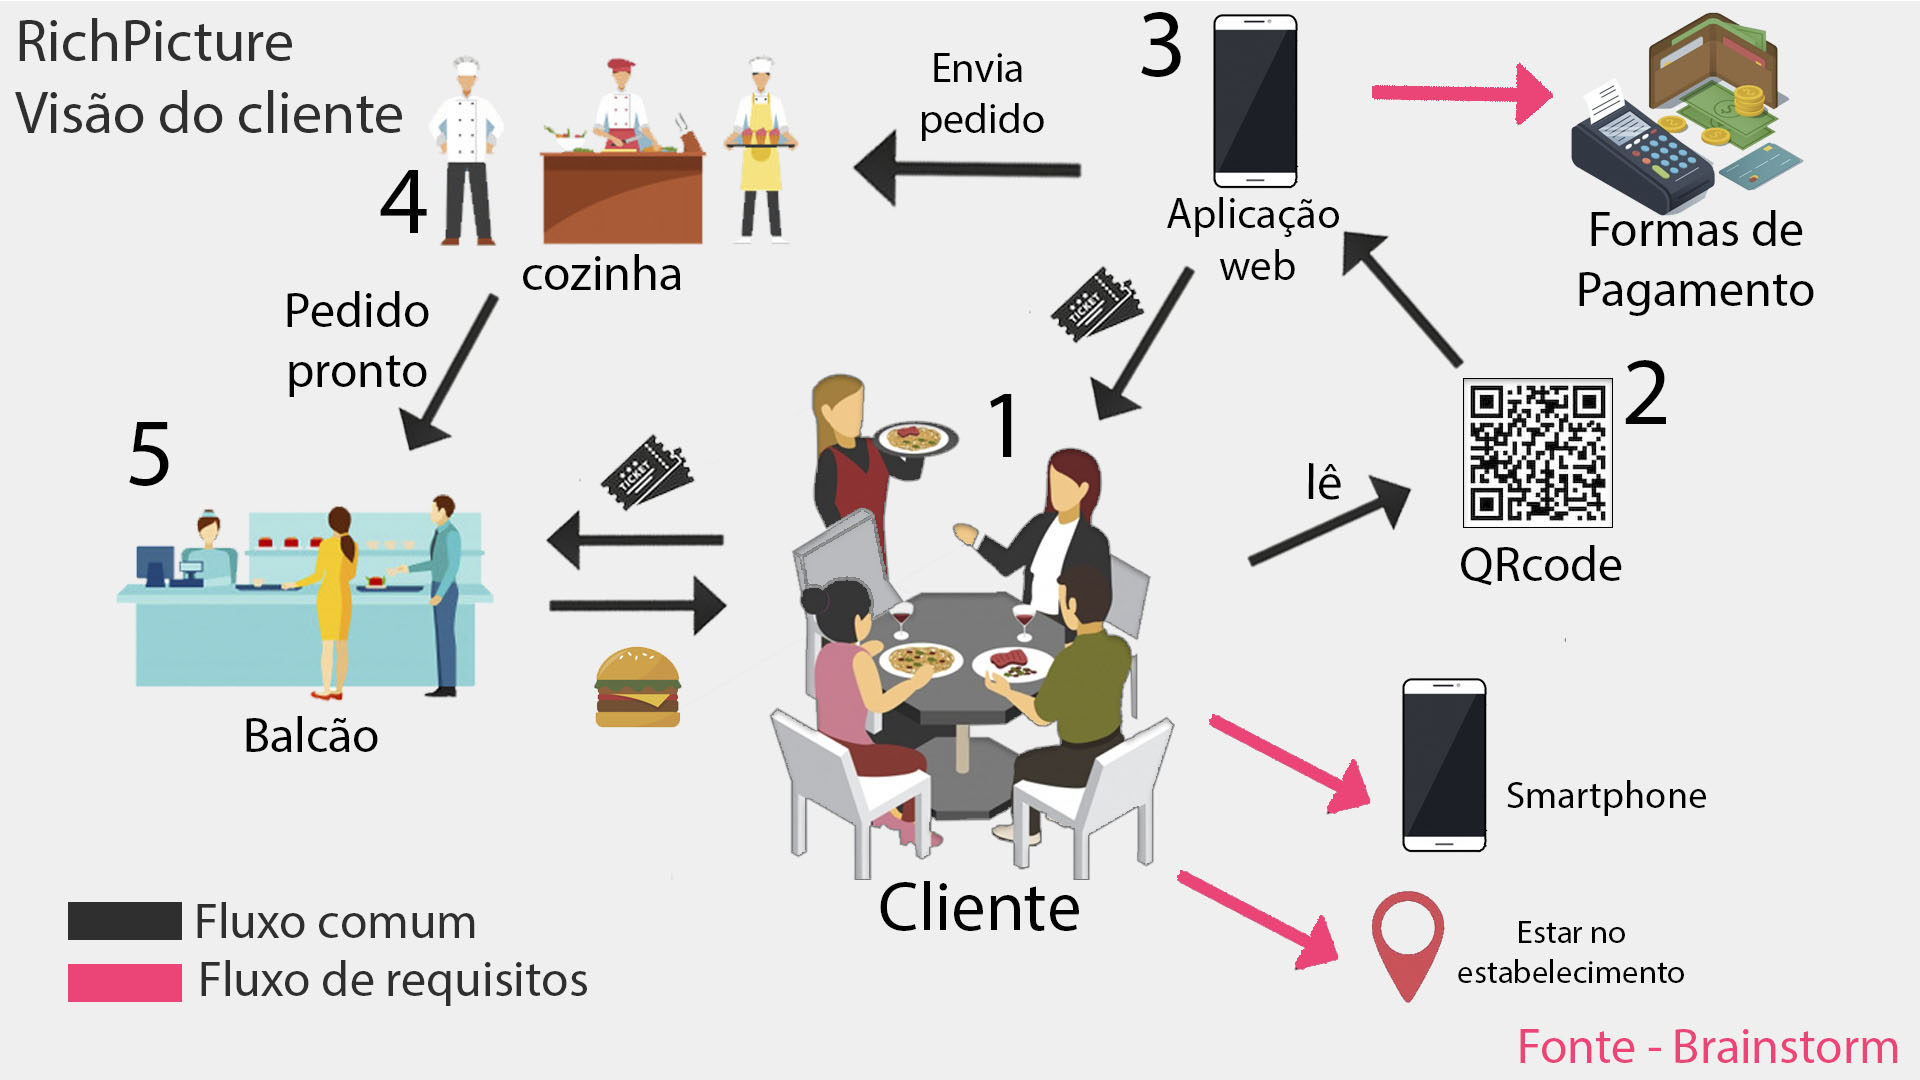 RichPicture
Visão do cliente
3
Envia
pedido
4
Aplicação
web
Formas de
Pagamento
cozinha
TICKET
Pedido
pronto
2
1
5
TICKET
lê
QRcode
Balcão
Smartphone
Cliente
Fluxo comum
Estar no
estabelecimento
Fluxo de requisitos
Fonte - Brainstorm